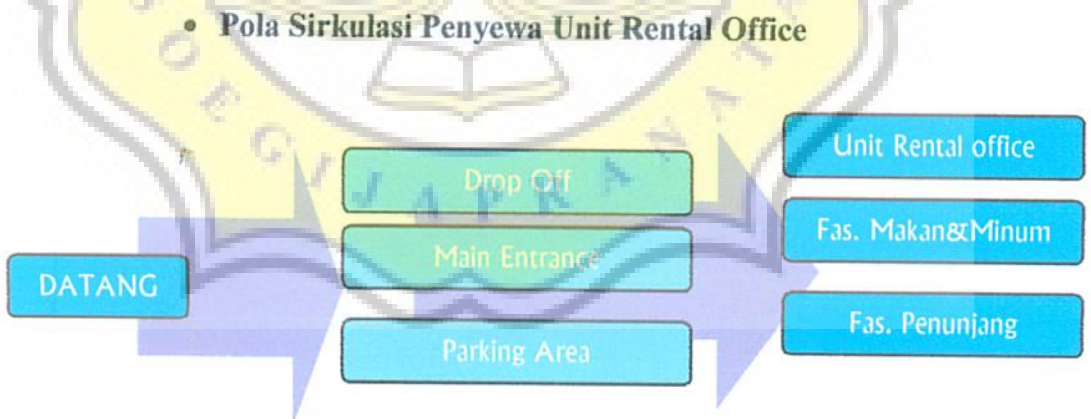 • Pola Sirkulasi Penyewa Unit Rental Office
DATANG
Drop Off
Main Entrance
Parking Area
Unit Rental office
Fas. Makan&Minum
Fas. Penunjang
SOEGIJAPRANATA